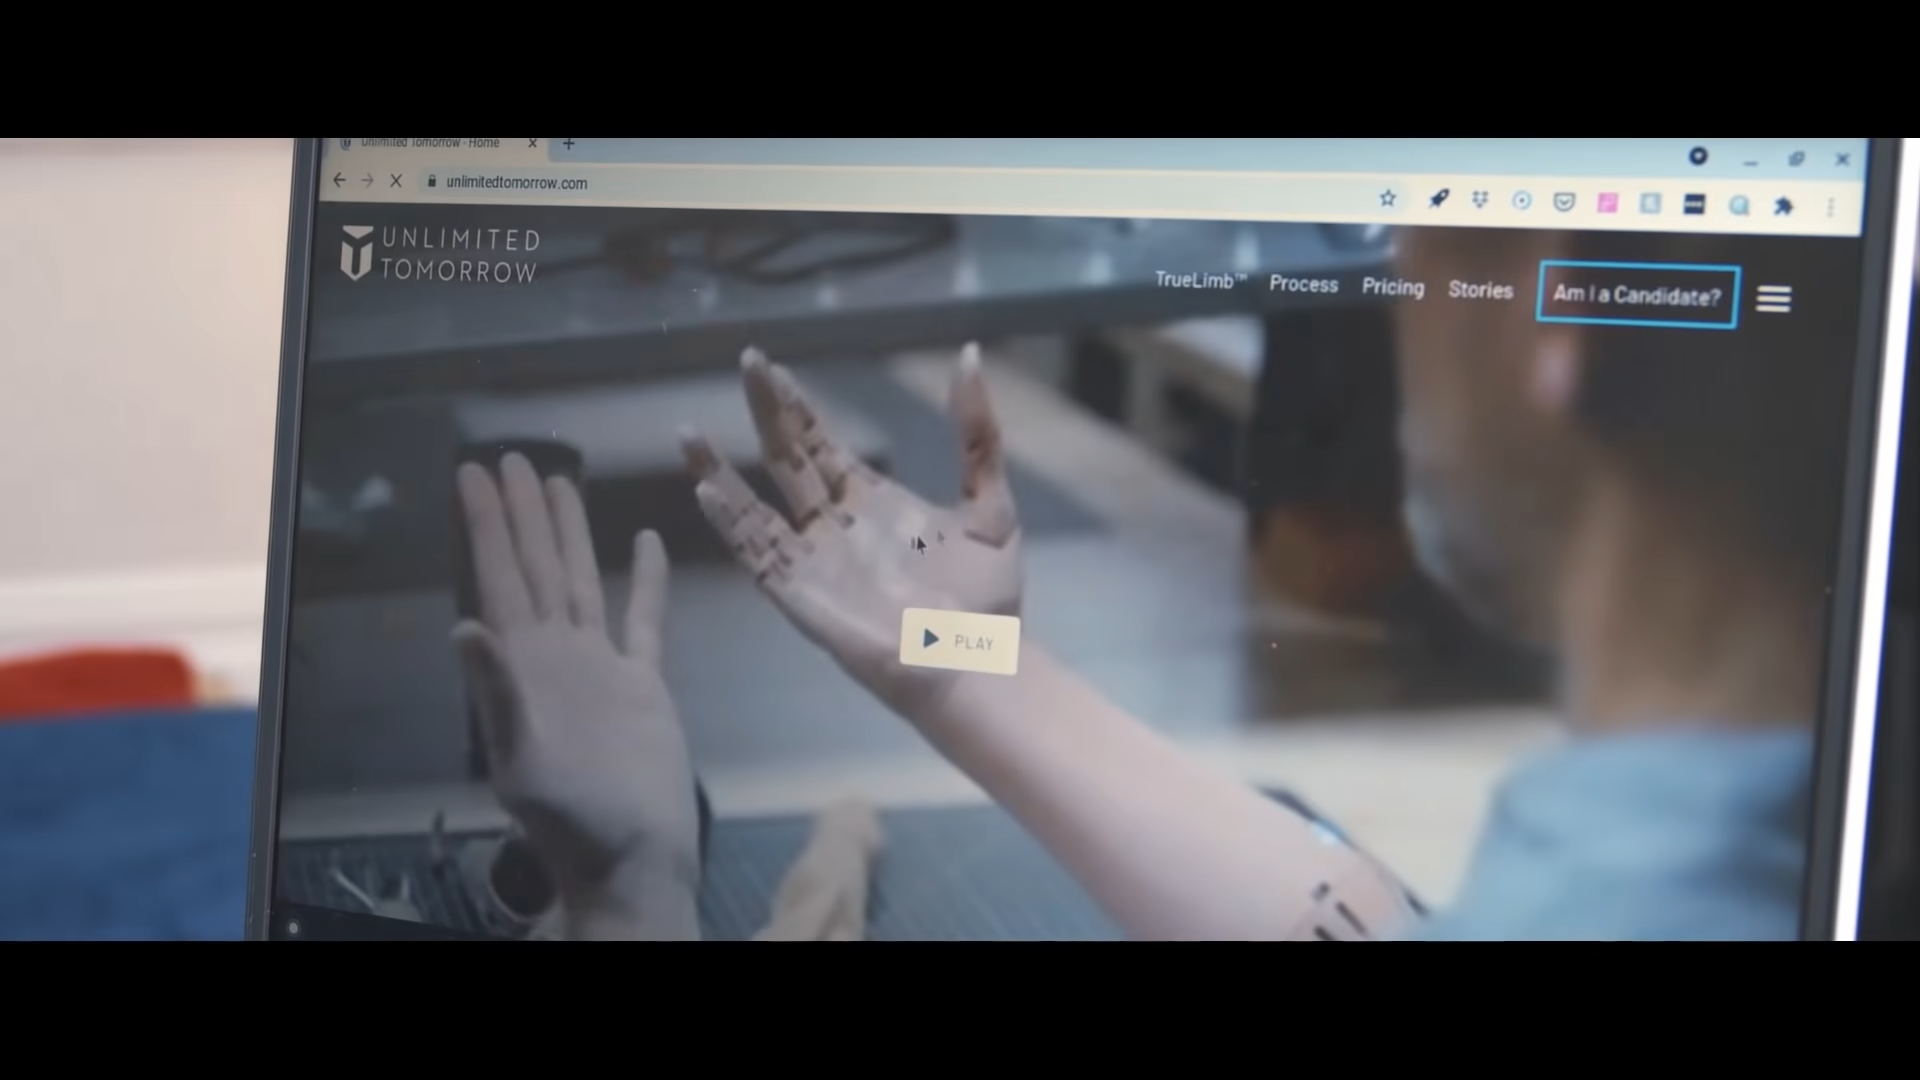 Unlimited Tomorrow - Home
unlimitedtomorrow.com
UNLIMITED
TOMORROW
TrueLimb™ Process Pricing Stories Am I a Candidate?
PLAY